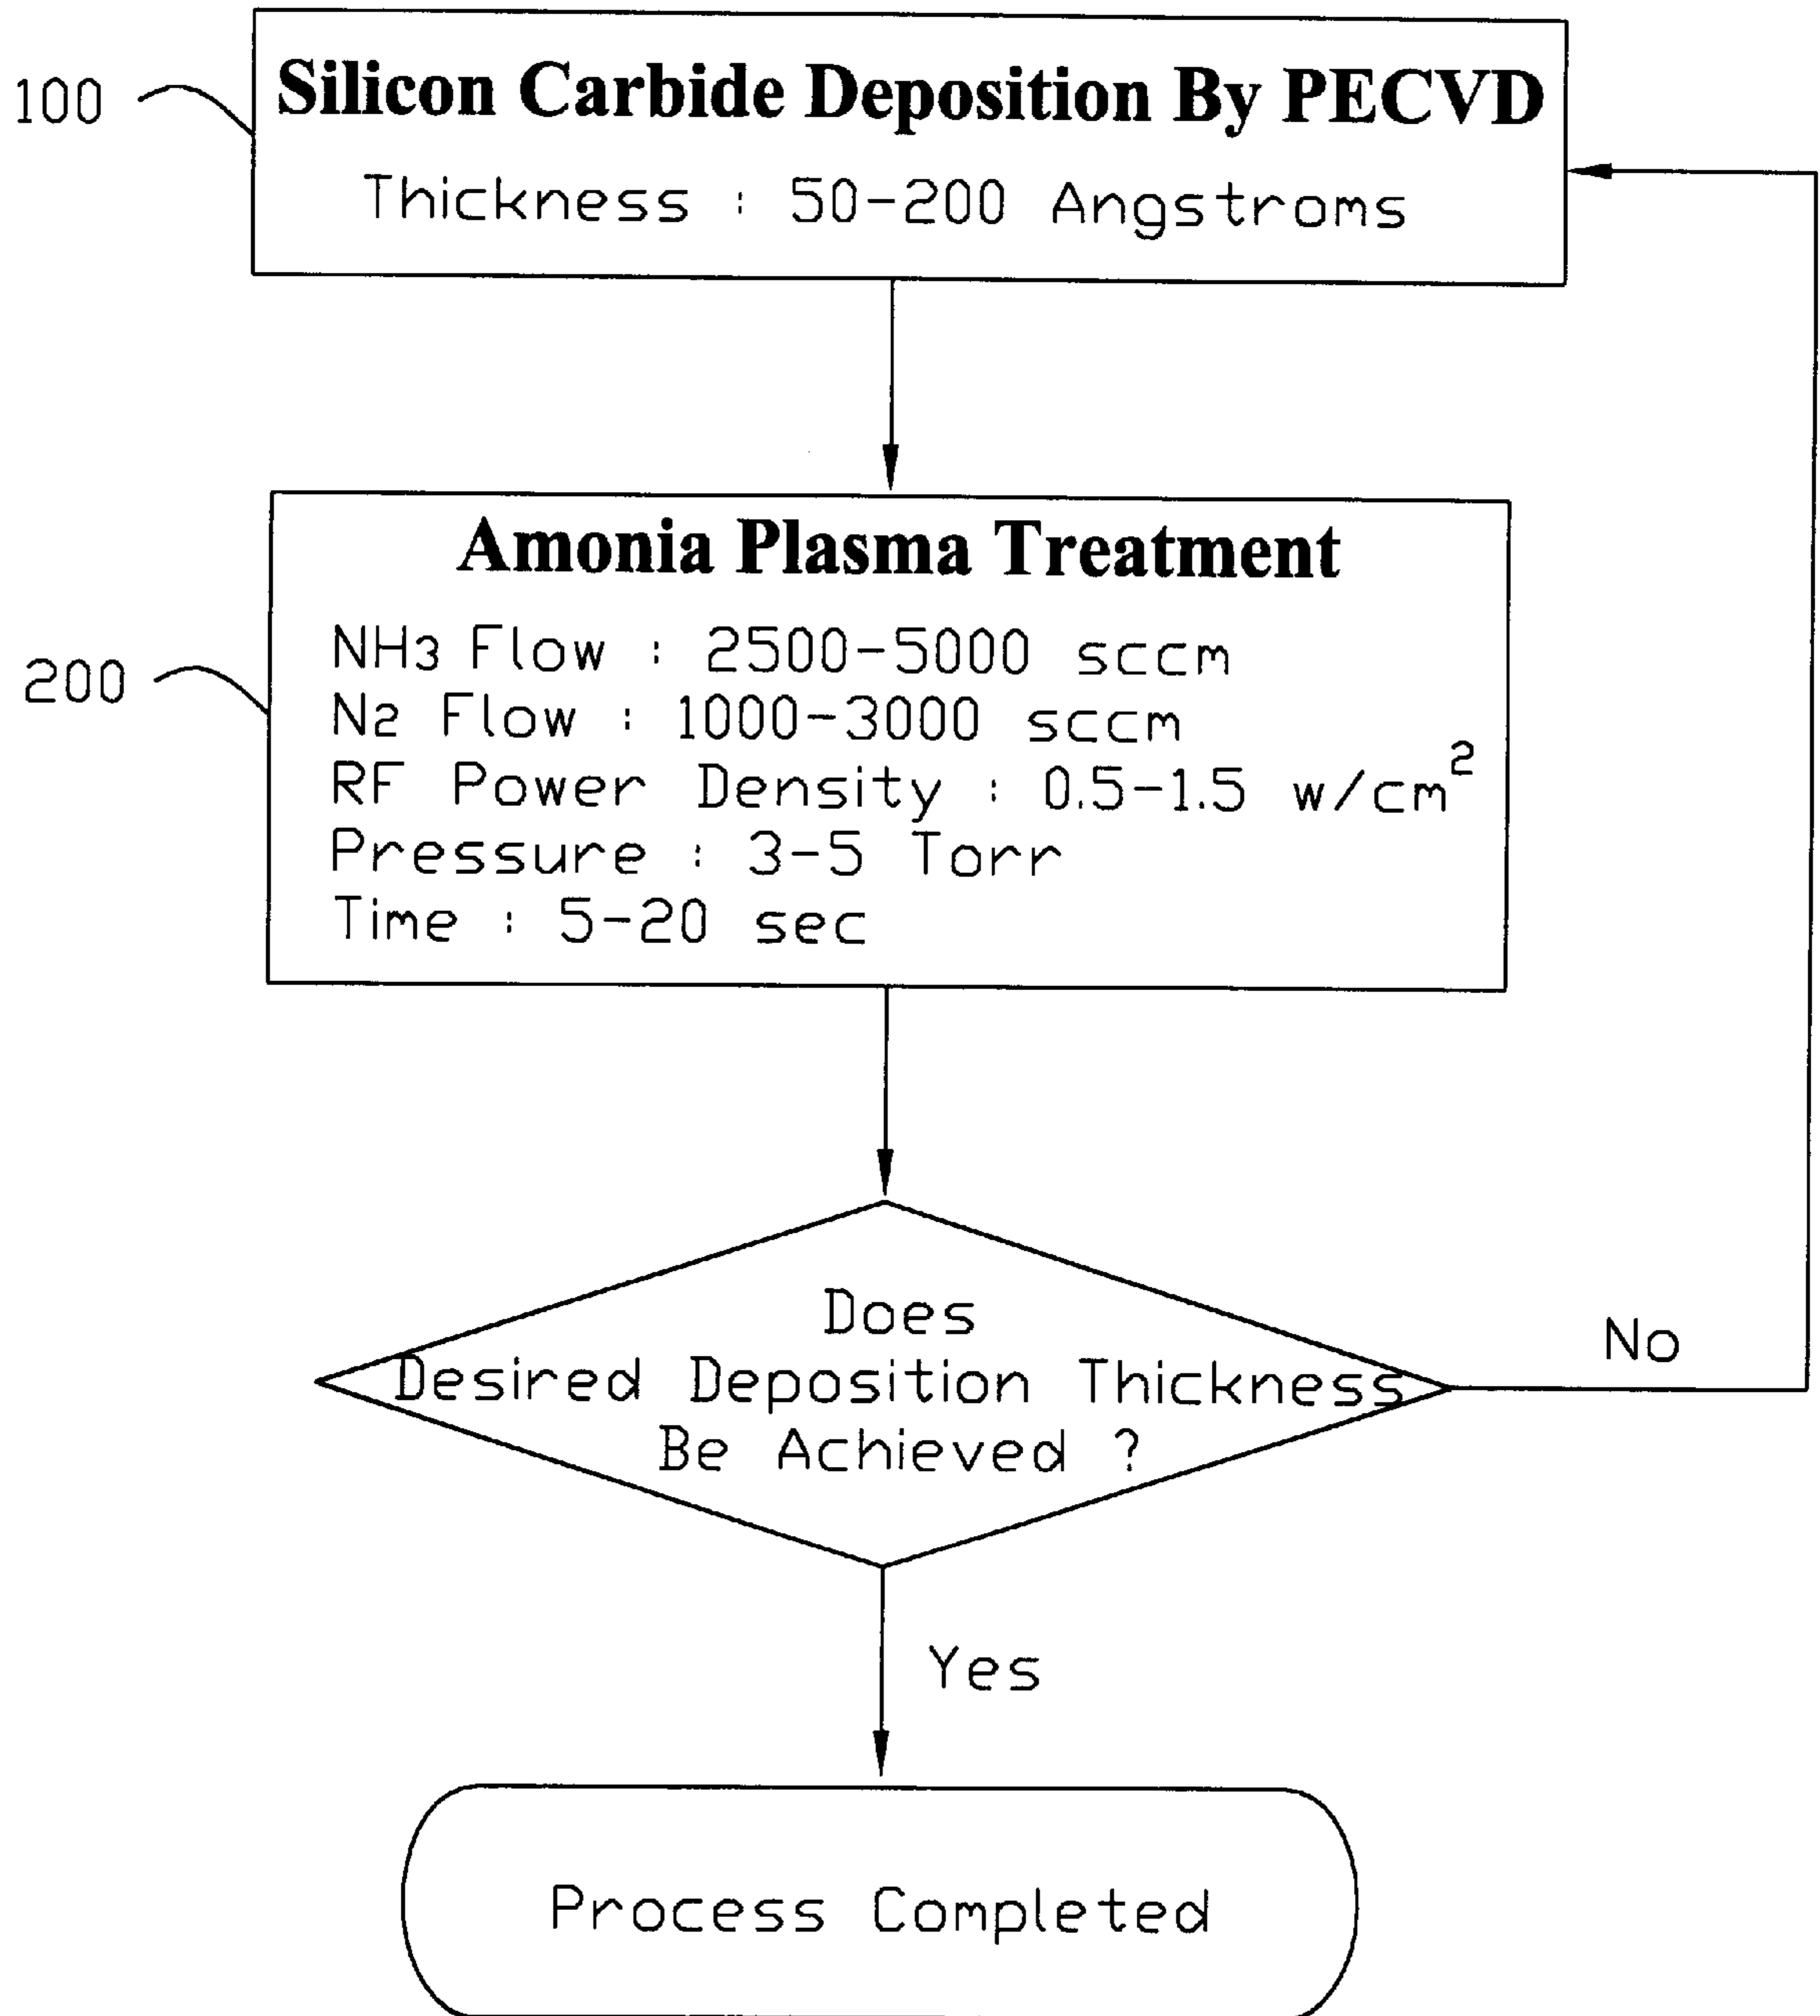 100
Silicon Carbide Deposition By PECVD
Thickness : 50-200 Angstroms
Amonia Plasma Treatment
200
NH3 Flow : 2500-5000 sccm
N2 Flow : 1000-3000 sccm
RF Power Density : 0.5-1.5 w/cm²
Pressure : 3-5 Torr
Time : 5-20 sec
Does
Desired Deposition Thickness
Be Achieved ?
No
Yes
Process Completed